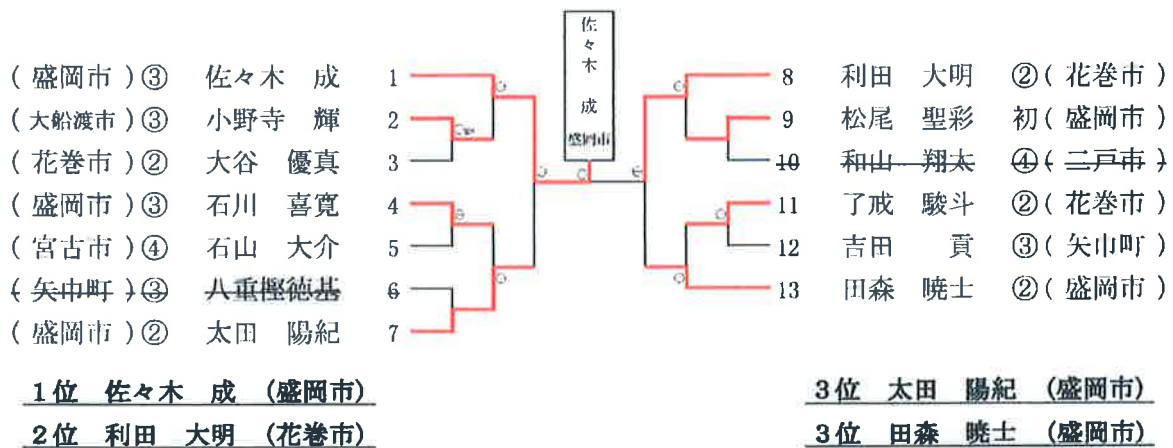 佐々木 成 盛岡市
( 盛岡市 ) ③ 佐々木 成 1
( 大船渡市 ) ③ 小野寺 輝 2
( 花巻市 ) ② 大谷 優真 3
( 盛岡市 ) ③ 石川 喜寛 4
( 宮古市 ) ④ 石山 大介 5
( 矢巾町 ) ③ 八重樫徳基 6
( 盛岡市 ) ② 太田 陽紀 7
8 利田 大明 ② ( 花巻市 )
9 松尾 聖彩 初 ( 盛岡市 )
10 和山 翔太 ④ ( 二戸市 )
11 了戒 駿斗 ② ( 花巻市 )
12 吉田 貢 ③ ( 矢巾町 )
13 田森 暁士 ② ( 盛岡市 )
1位 佐々木 成 (盛岡市)
2位 利田 大明 (花巻市)
3位 太田 陽紀 (盛岡市)
3位 田森 暁士 (盛岡市)